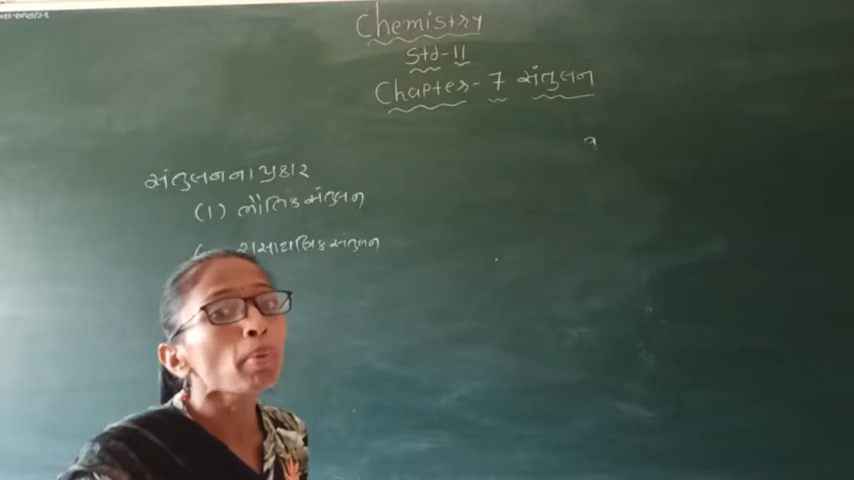 Chemistry
Std-11
Chapter-7 સંતુલન
સંતુલનના પ્રકાર
(1) ભૌતિક સંતુલન
રાસાયણિક સંતુલન